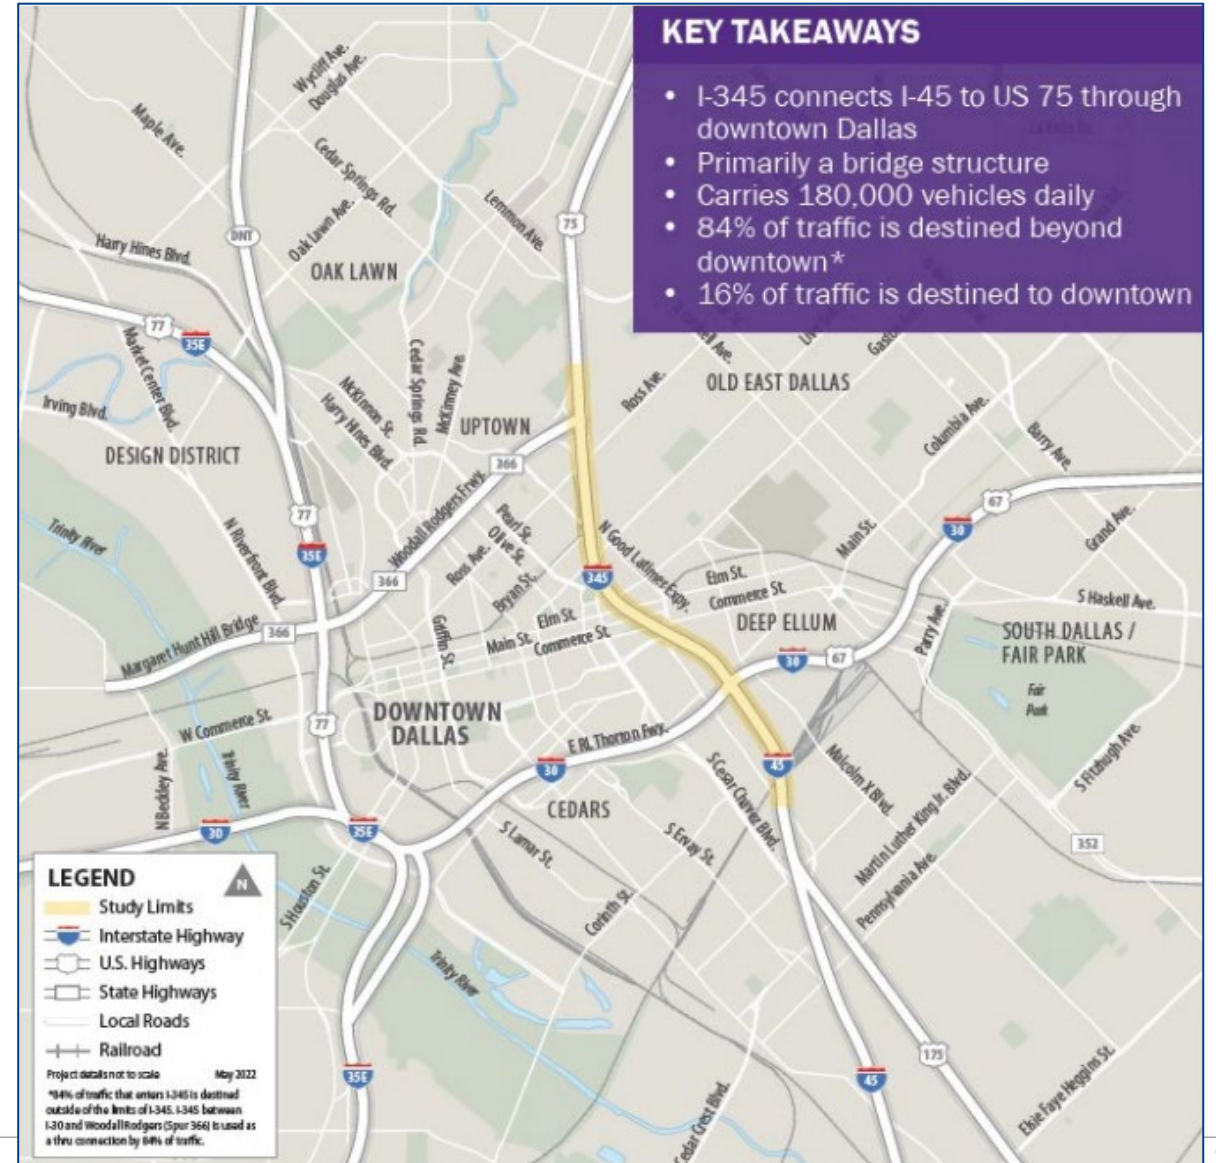 KEY TAKEAWAYS
• I-345 connects I-45 to US 75 through
downtown Dallas
• Primarily a bridge structure
• Carries 180,000 vehicles daily
• 84% of traffic is destined beyond
downtown*
• 16% of traffic is destined to downtown
Wycliff Ave.
Douglas Ave.
Maple Ave.
Cedar Springs Rd.
Lemmon Ave.
Oak Lawn Ave.
75
DNT
Harry Hines Blvd.
OAK LAWN
77
35E
Market Center Blvd.
Irving Blvd.
Cedar Springs Rd.
McKinney Ave.
McKinnon St.
Harry Hines Blvd.
Ross Ave.
OLD EAST DALLAS
Columbia Ave.
Barry Ave.
UPTOWN
DESIGN DISTRICT
366
77
35E
Trinity River
N Riverfront Blvd.
Woodall Rodgers Frwy.
Pearl St.
Olive St.
Ross Ave.
Bryan St.
N Good Latimer Expy.
Main St.
67
30
Grand Ave.
366
345
Elm St.
Commerce St.
S Haskell Ave.
Margaret Hunt Hill Bridge
366
Griffin St.
Elm St.
Main St.
Commerce St.
DEEP ELLUM
Parry Ave.
SOUTH DALLAS /
FAIR PARK
30
67
Fair
Park
W Commerce St.
77
DOWNTOWN
DALLAS
E RL Thorton Fwy.
N Beckley Ave.
Trinity River
30
45
S Cesar Chavez Blvd.
Malcolm X Blvd.
S Fitzhugh Ave.
Martin Luther King Jr. Blvd.
CEDARS
30
35E
S Lamar St.
S Ervay St.
352
Pennsylvania Ave.
S Houston St.
Corinth St.
Trinity River
175
35E
45
Cedar Crest Blvd.
Elsie Faye Heggins St.
LEGEND
N
Study Limits
Interstate Highway
U.S. Highways
State Highways
Local Roads
Railroad
Project details not to scale May 2022
*84% of traffic that enters I-345 is destined
outside of the limits of I-345. I-345 between
I-30 and Woodall Rodgers (Spur 366) is used as
a thru connection by 84% of traffic.